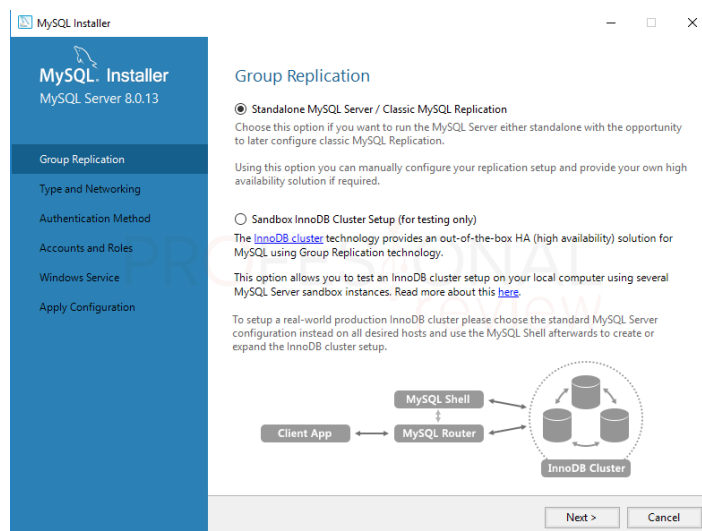 MySQL Installer
MySQL. Installer
MySQL Server 8.0.13
Group Replication
Type and Networking
Authentication Method
Accounts and Roles
Windows Service
Apply Configuration
Group Replication
Standalone MySQL Server / Classic MySQL Replication
Choose this option if you want to run the MySQL Server either standalone with the opportunity
to later configure classic MySQL Replication.
Using this option you can manually configure your replication setup and provide your own high
availability solution if required.
Sandbox InnoDB Cluster Setup (for testing only)
The InnoDB cluster technology provides an out-of-the-box HA (high availability) solution for
MySQL using Group Replication technology.
This option allows you to test an InnoDB cluster setup on your local computer using several
MySQL Server sandbox instances. Read more about this here.
To setup a real-world production InnoDB cluster please choose the standard MySQL Server
configuration instead on all desired hosts and use the MySQL Shell afterwards to create or
expand the InnoDB cluster setup.
MySQL Shell
Client App
MySQL Router
InnoDB Cluster
Next >
Cancel
PROFESIONAL
review